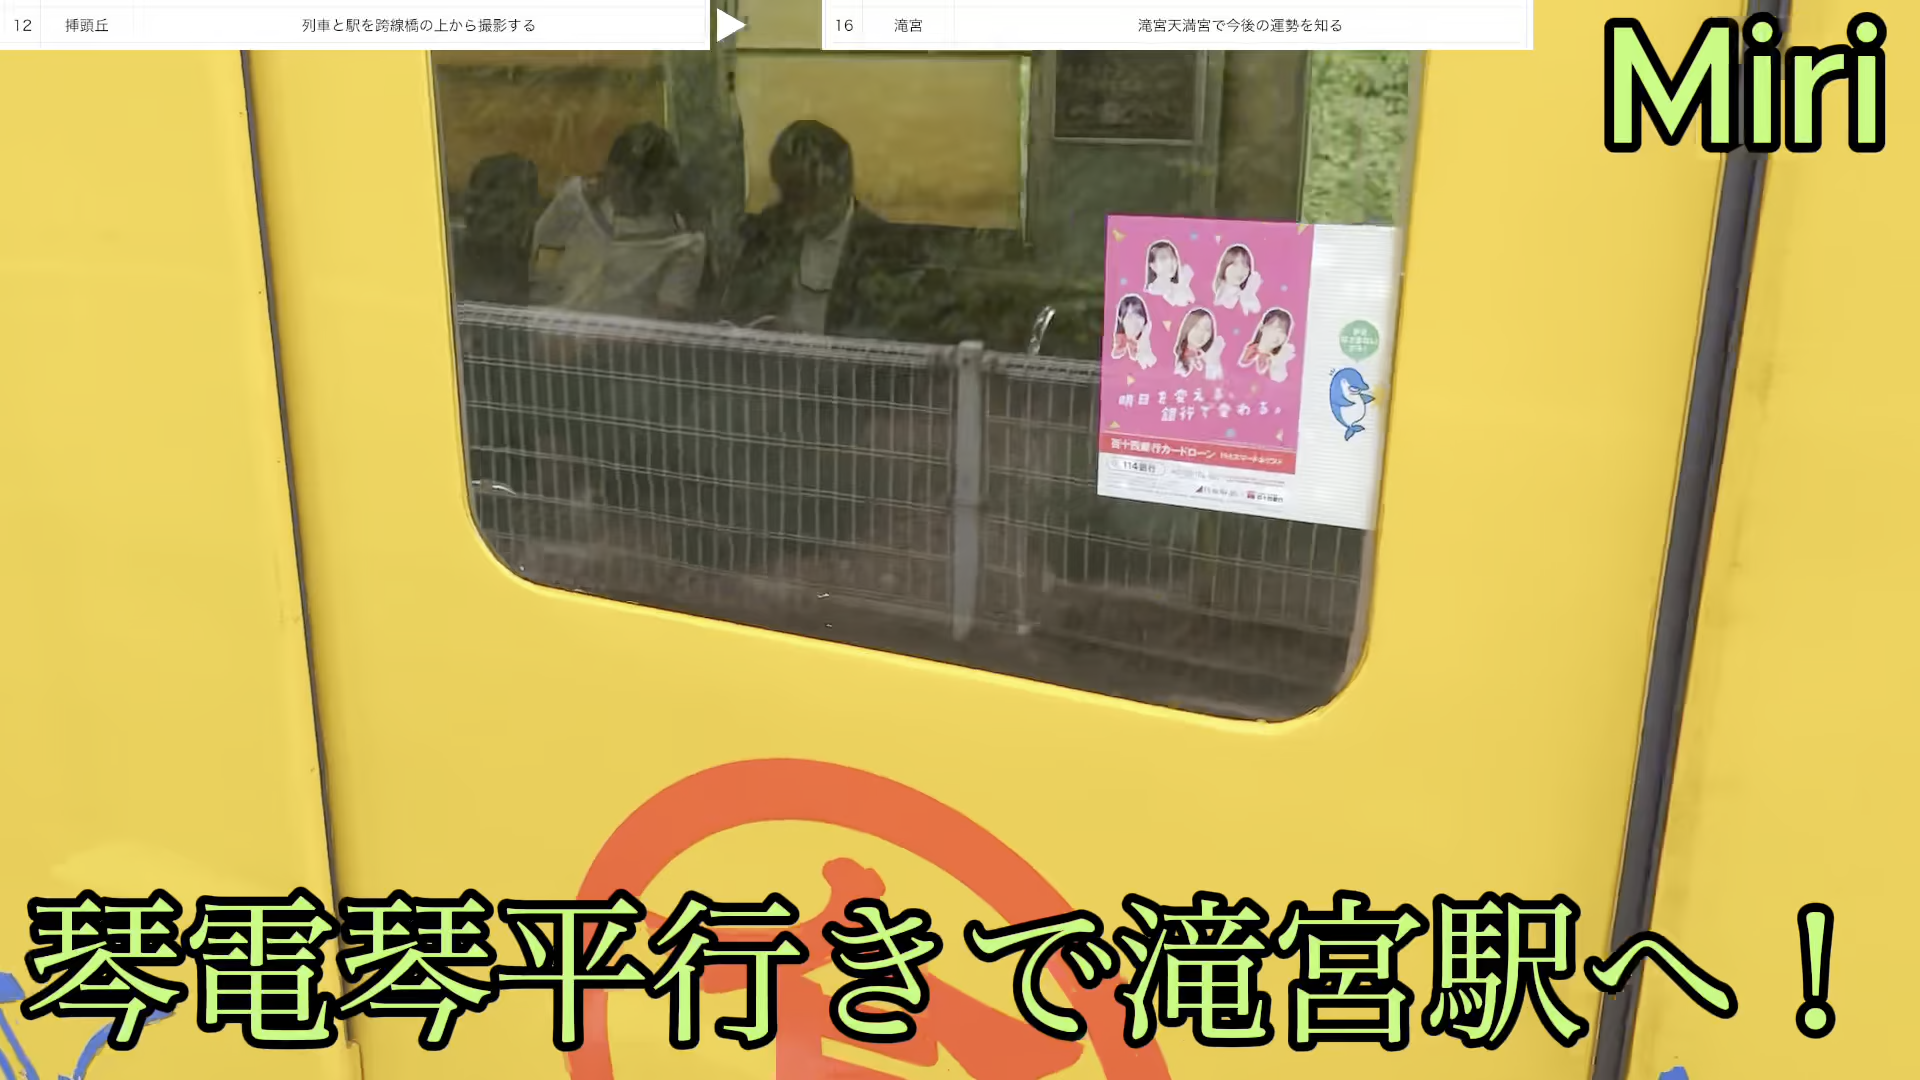 12 挿頭丘 列車と駅を跨線橋の上から撮影する
16 滝宮 滝宮天満宮で今後の運勢を知る
Miri
明日を変える。
銀行で変わる。
百十四銀行カードローン
114銀行
琴電琴平行きで滝宮駅へ！